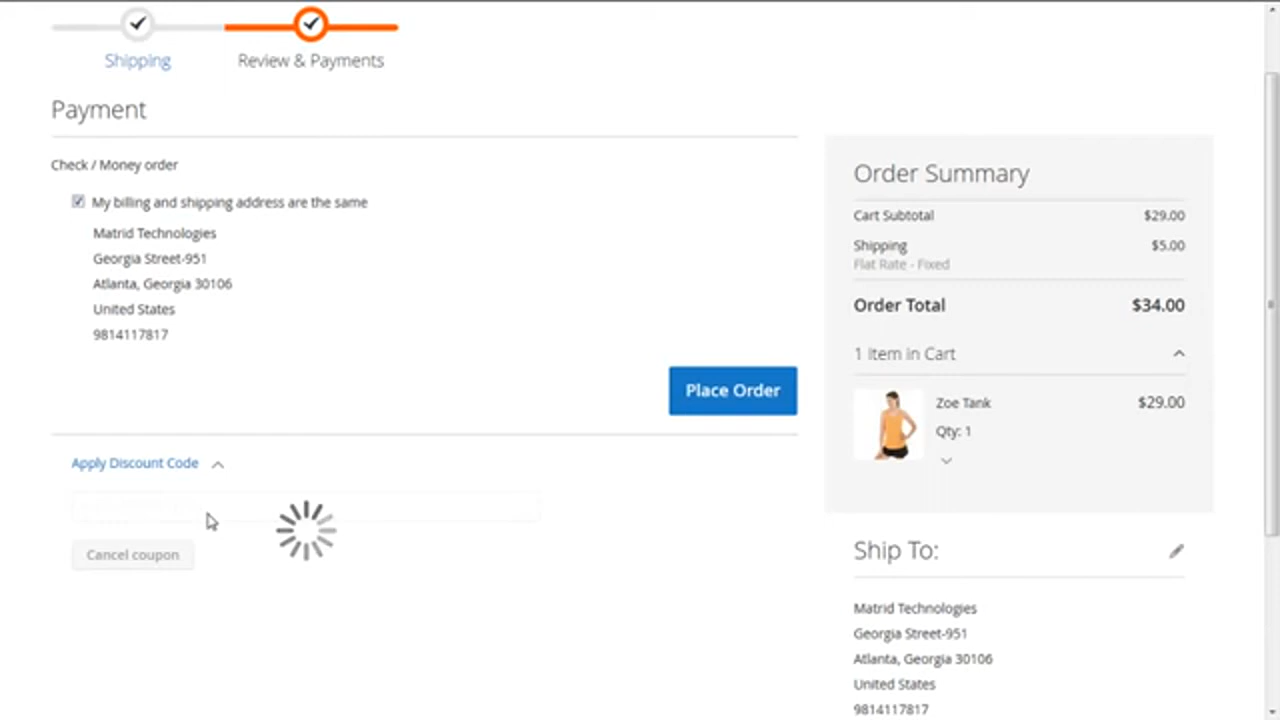 Shipping
Review & Payments
Payment
Check / Money order
My billing and shipping address are the same
Matrid Technologies
Georgia Street-951
Atlanta, Georgia 30106
United States
9814117817
Place Order
Apply Discount Code
Cancel coupon
Order Summary
Cart Subtotal $29.00
Shipping $5.00
Flat Rate - Fixed
Order Total $34.00
1 Item in Cart
Zoe Tank $29.00
Qty: 1
Ship To:
Matrid Technologies
Georgia Street-951
Atlanta, Georgia 30106
United States
9814117817